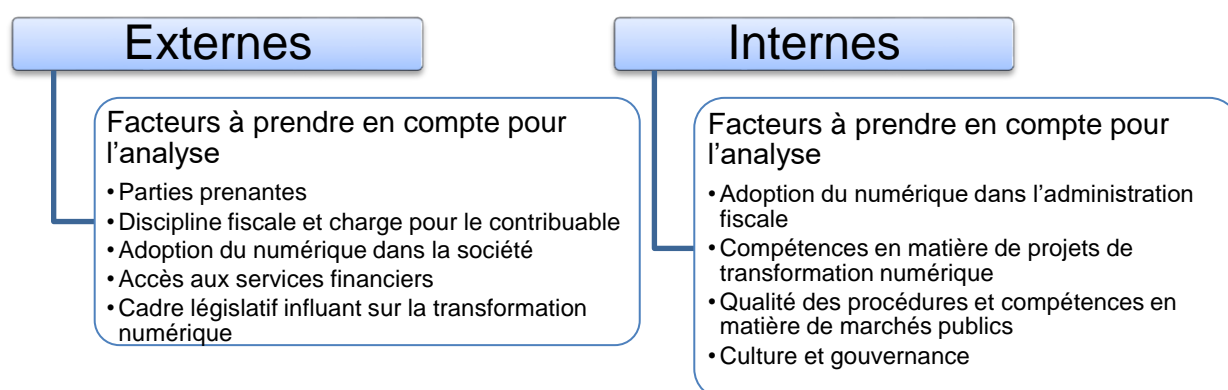 Externes
Facteurs à prendre en compte pour
l'analyse
•Parties prenantes
•Discipline fiscale et charge pour le contribuable
•Adoption du numérique dans la société
•Accès aux services financiers
•Cadre législatif influant sur la transformation
numérique
Internes
Facteurs à prendre en compte pour
l'analyse
•Adoption du numérique dans l'administration
fiscale
•Compétences en matière de projets de
transformation numérique
•Qualité des procédures et compétences en
matière de marchés publics
•Culture et gouvernance